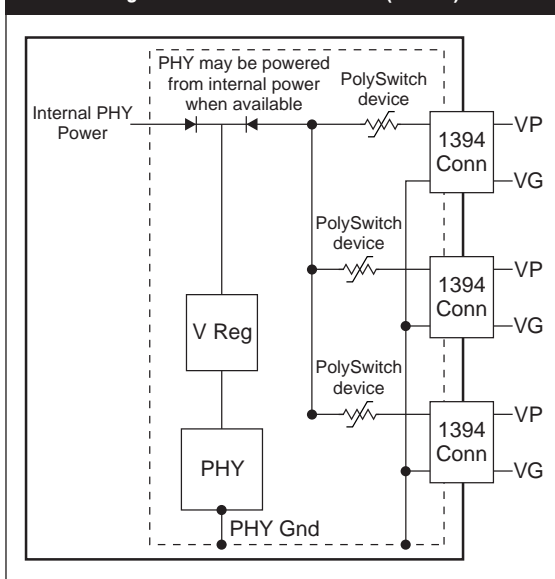 PHY may be powered
from internal power
when available
PolySwitch
device
Internal PHY
Power
1394
Conn
VP
VG
PolySwitch
device
1394
Conn
VP
VG
V Reg
PolySwitch
device
1394
Conn
VP
VG
PHY
PHY Gnd